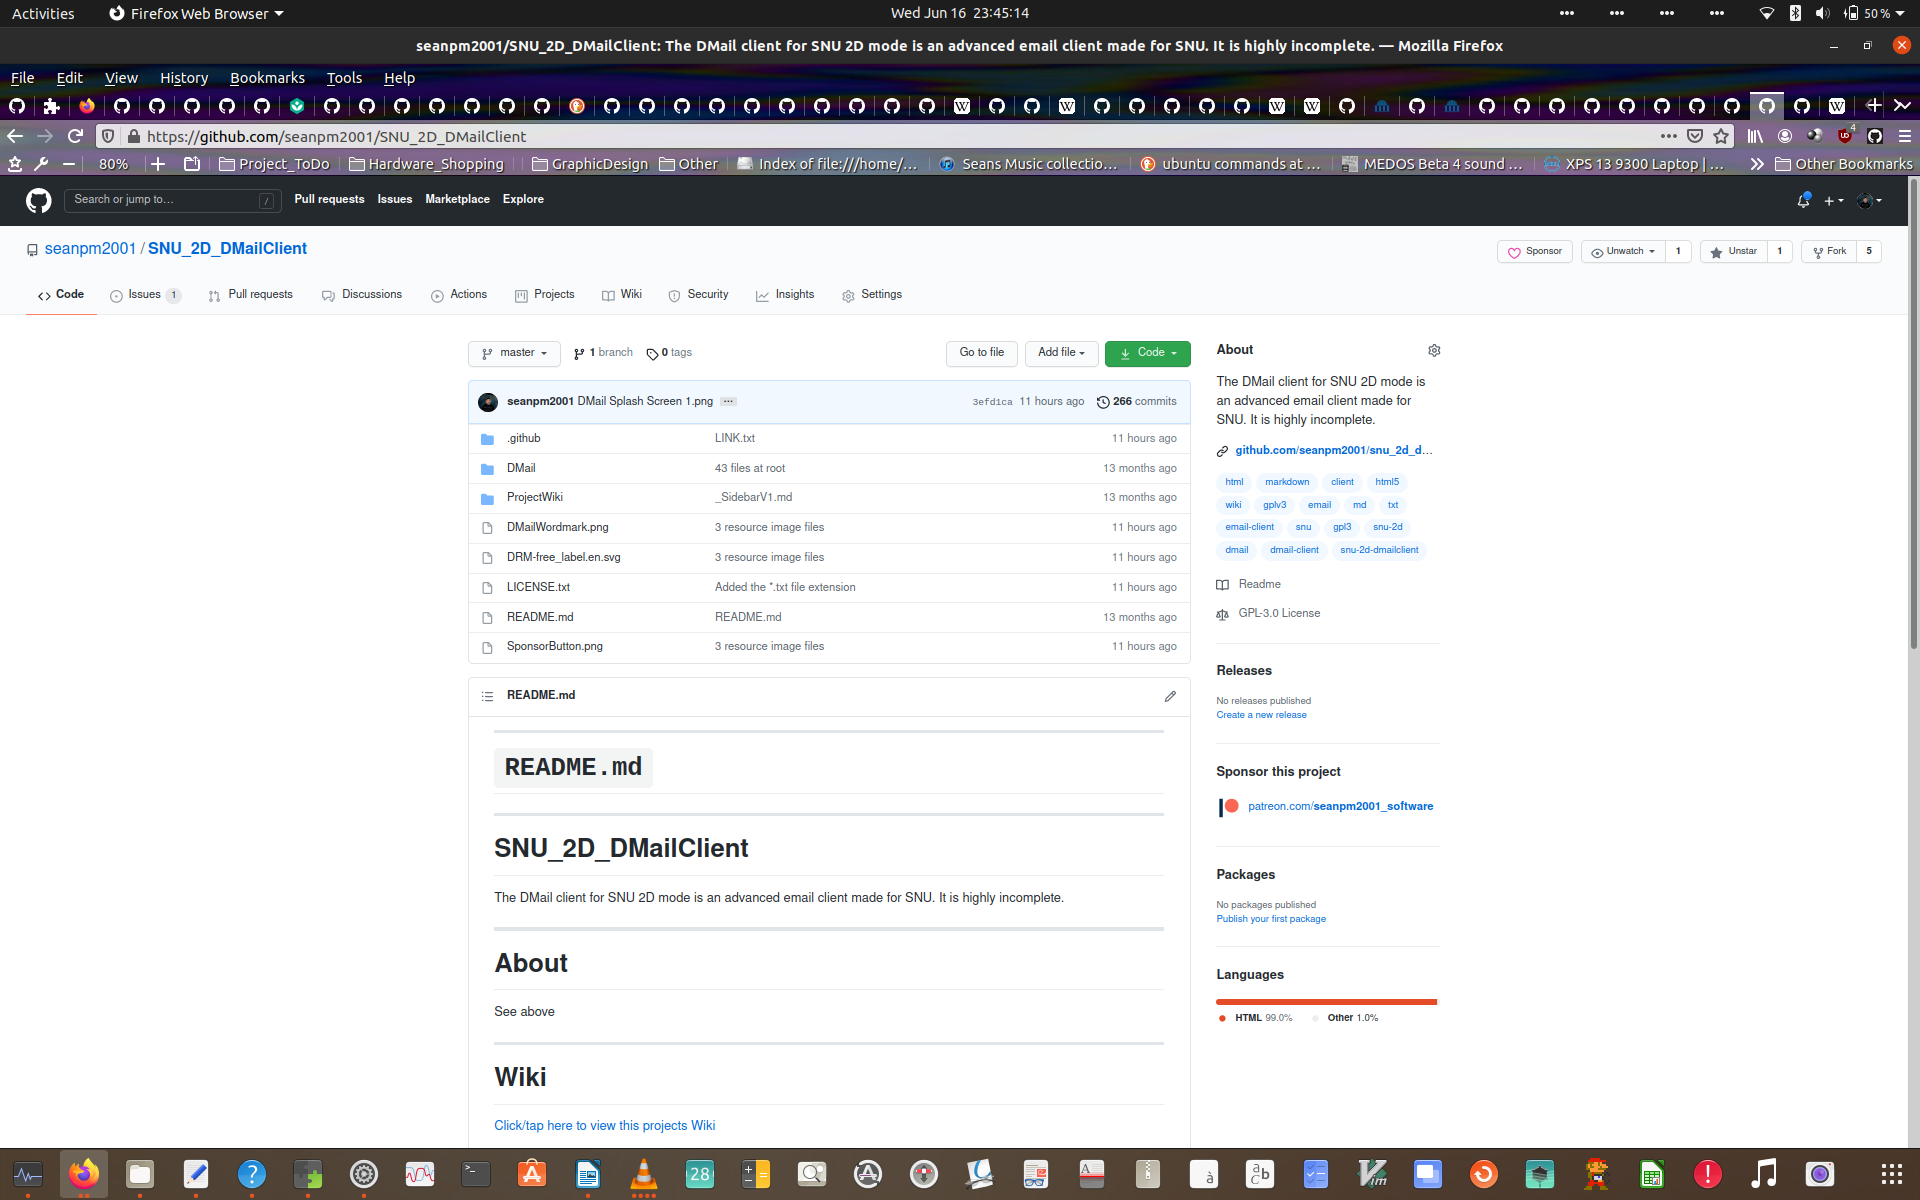 Activities Firefox Web Browser Wed Jun 16 23:45:14 50 %
seanpm2001/SNU_2D_DMailClient: The DMail client for SNU 2D mode is an advanced email client made for SNU. It is highly incomplete. — Mozilla Firefox
File Edit View History Bookmarks Tools Help
https://github.com/seanpm2001/SNU_2D_DMailClient 4
80% Project_ToDo Hardware_Shopping GraphicDesign Other Index of file:///home/... Seans Music collectio... ubuntu commands at ... MEDOS Beta 4 sound ... XPS 13 9300 Laptop | ... Other Bookmarks
Search or jump to... / Pull requests Issues Marketplace Explore
seanpm2001 / SNU_2D_DMailClient Sponsor Unwatch 1 Unstar 1 Fork 5
Code Issues 1 Pull requests Discussions Actions Projects Wiki Security Insights Settings
master 1 branch 0 tags Go to file Add file Code
seanpm2001 DMail Splash Screen 1.png ... 3efd1ca 11 hours ago 266 commits
.github LINK.txt 11 hours ago
DMail 43 files at root 13 months ago
ProjectWiki _SidebarV1.md 13 months ago
DMailWordmark.png 3 resource image files 11 hours ago
DRM-free_label.en.svg 3 resource image files 11 hours ago
LICENSE.txt Added the *.txt file extension 11 hours ago
README.md README.md 13 months ago
SponsorButton.png 3 resource image files 11 hours ago
README.md
README.md
SNU_2D_DMailClient
The DMail client for SNU 2D mode is an advanced email client made for SNU. It is highly incomplete.
About
See above
Wiki
Click/tap here to view this projects Wiki
About
The DMail client for SNU 2D mode is
an advanced email client made for
SNU. It is highly incomplete.
github.com/seanpm2001/snu_2d_d...
html markdown client html5
wiki gplv3 email md txt
email-client snu gpl3 snu-2d
dmail dmail-client snu-2d-dmailclient
Readme
GPL-3.0 License
Releases
No releases published
Create a new release
Sponsor this project
patreon.com/seanpm2001_software
Packages
No packages published
Publish your first package
Languages
HTML 99.0% Other 1.0%
28